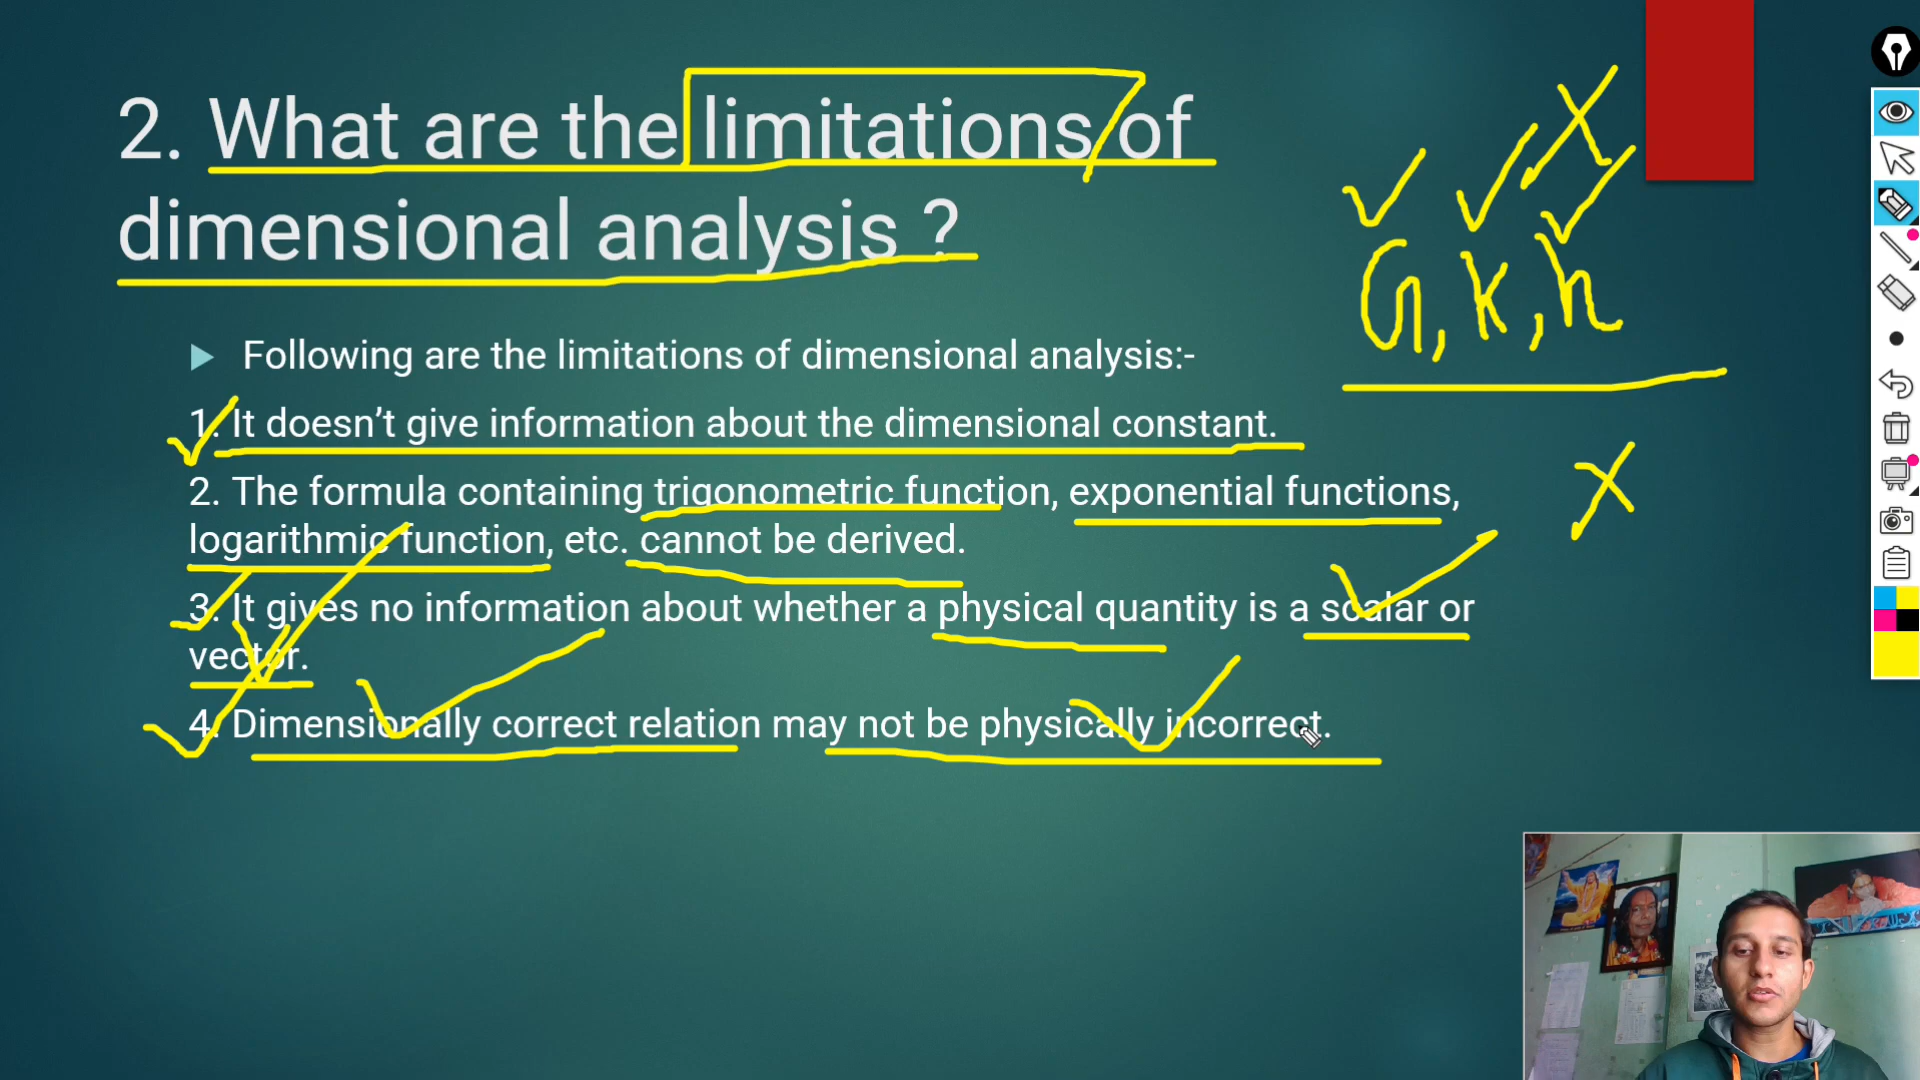 2. What are the limitations of
dimensional analysis ?
G, k, h
Following are the limitations of dimensional analysis:-
1. It doesn’t give information about the dimensional constant.
2. The formula containing trigonometric function, exponential functions,
logarithmic function, etc. cannot be derived.
3. It gives no information about whether a physical quantity is a scalar or
vector.
4. Dimensionally correct relation may not be physically incorrect.